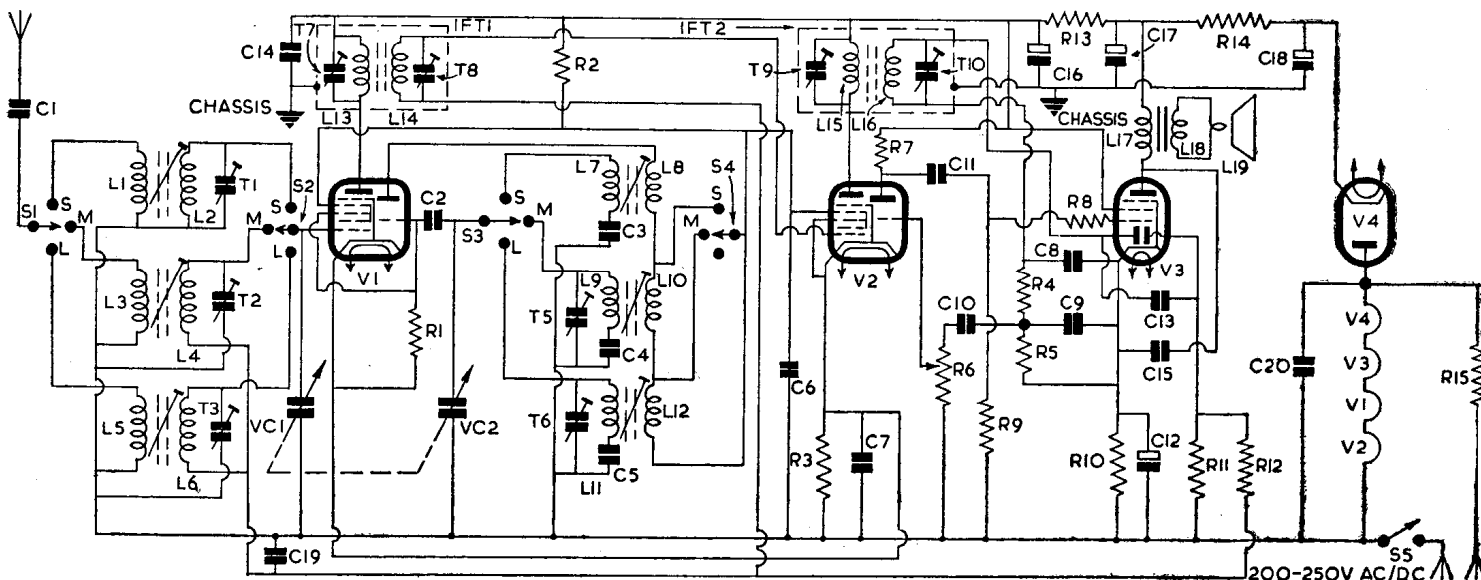 T7
IFT1
IFT2
C17
R13
R14
C14
C18
T8
R2
T9
T10
C16
C1
CHASSIS
L13
L14
L15
L16
CHASSIS
L17
L18
L19
R7
C11
S
L1
T1
L2
S
S2
M
S1
M
L
L
C2
V1
S
S3
M
L
L7
L8
S4
S
M
C3
V2
R8
V3
V4
C8
L3
T2
L4
R1
L9
L10
T5
C4
R4
C10
C9
C13
R5
C15
V4
V3
V1
V2
C20
R15
C6
R6
L5
T3
VC1
VC2
T6
L12
C5
L11
L6
R3
C7
R9
R10
C12
R11
R12
C19
S5
200-250V AC/DC